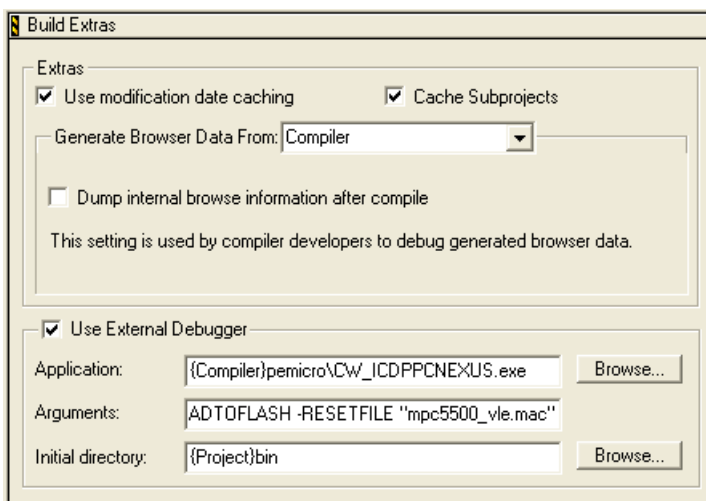 Build Extras
Extras
Use modification date caching Cache Subprojects
Generate Browser Data From: Compiler
Dump internal browse information after compile
This setting is used by compiler developers to debug generated browser data.
Use External Debugger
Application: {Compiler}pemicro\CW_ICDPPCNEXUS.exe Browse...
Arguments: ADTOFLASH -RESETFILE "mpc5500_vle.mac"
Initial directory: {Project}bin Browse...